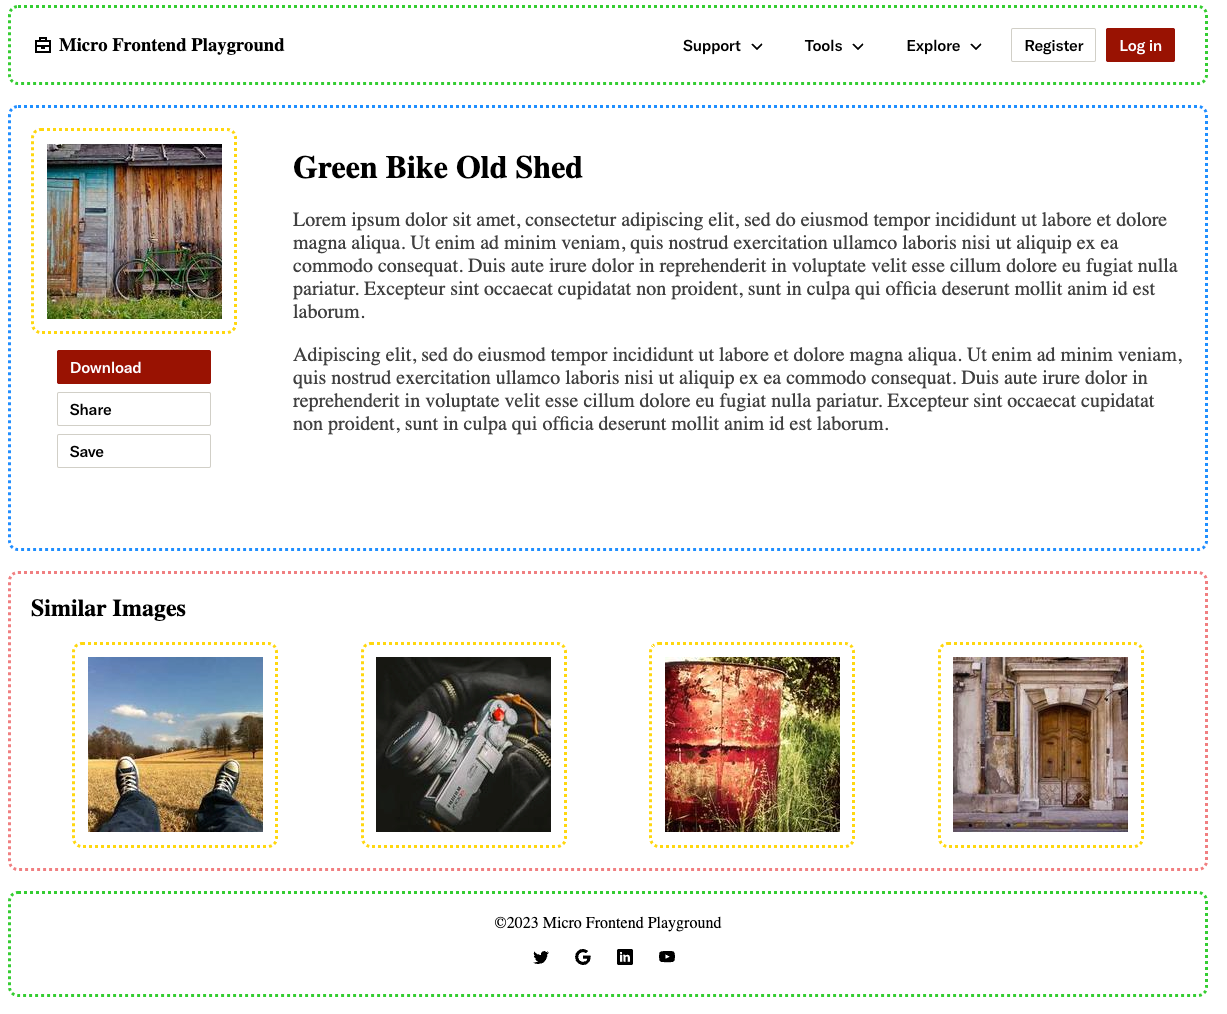 Micro Frontend Playground
Support
Tools
Explore
Register
Log in
Green Bike Old Shed
Lorem ipsum dolor sit amet, consectetur adipiscing elit, sed do eiusmod tempor incididunt ut labore et dolore
magna aliqua. Ut enim ad minim veniam, quis nostrud exercitation ullamco laboris nisi ut aliquip ex ea
commodo consequat. Duis aute irure dolor in reprehenderit in voluptate velit esse cillum dolore eu fugiat nulla
pariatur. Excepteur sint occaecat cupidatat non proident, sunt in culpa qui officia deserunt mollit anim id est
laborum.
Adipiscing elit, sed do eiusmod tempor incididunt ut labore et dolore magna aliqua. Ut enim ad minim veniam,
quis nostrud exercitation ullamco laboris nisi ut aliquip ex ea commodo consequat. Duis aute irure dolor in
reprehenderit in voluptate velit esse cillum dolore eu fugiat nulla pariatur. Excepteur sint occaecat cupidatat
non proident, sunt in culpa qui officia deserunt mollit anim id est laborum.
Download
Share
Save
Similar Images
©2023 Micro Frontend Playground